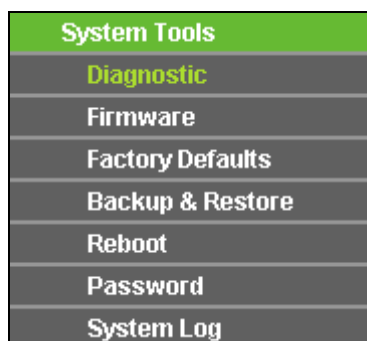 System Tools
Diagnostic
Firmware
Factory Defaults
Backup & Restore
Reboot
Password
System Log